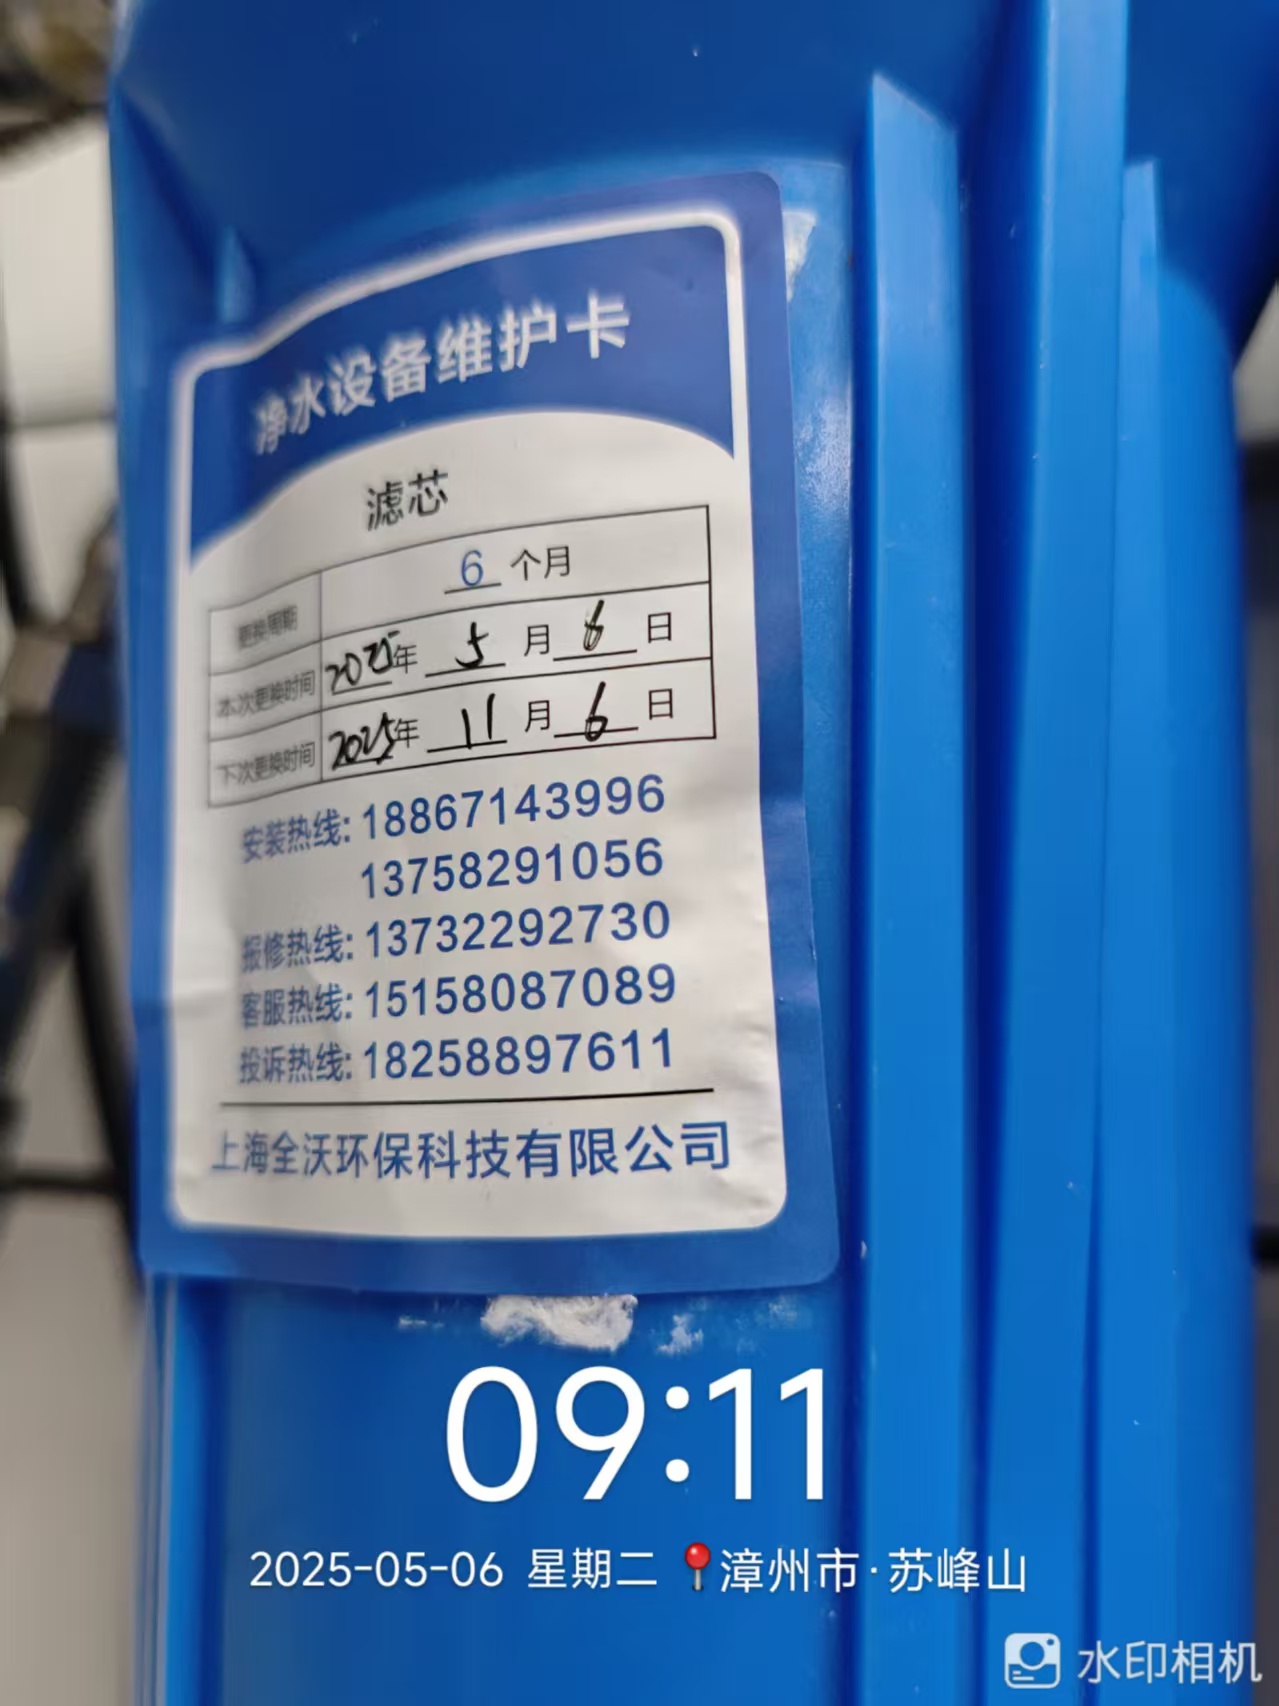 净水设备维护卡
滤芯
更换周期 6 个月
本次更换时间 2025年 5 月 6 日
下次更换时间 2025年 11 月 6 日
安装热线: 18867143996
13758291056
报修热线: 13732292730
客服热线: 15158087089
投诉热线: 18258897611
上海全沃环保科技有限公司
09:11
2025-05-06 星期二 漳州市·苏峰山
水印相机